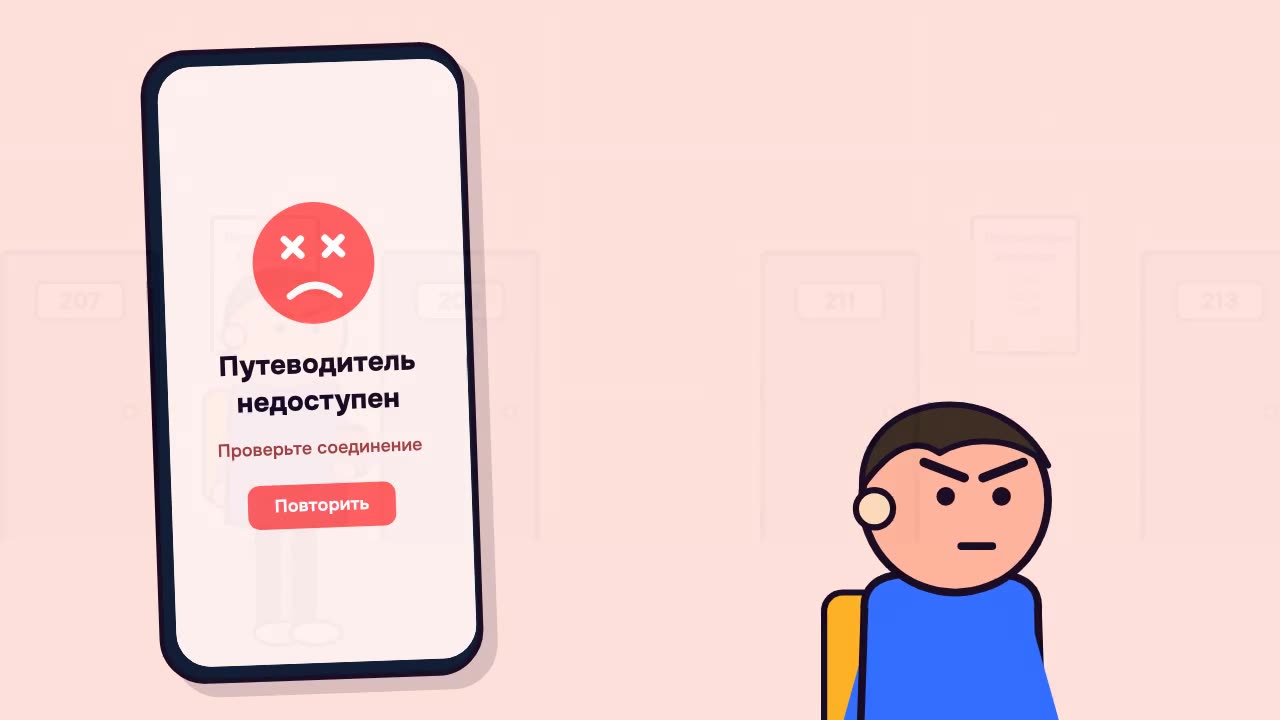 Путеводитель
недоступен
Проверьте соединение
Повторить
207
211
213